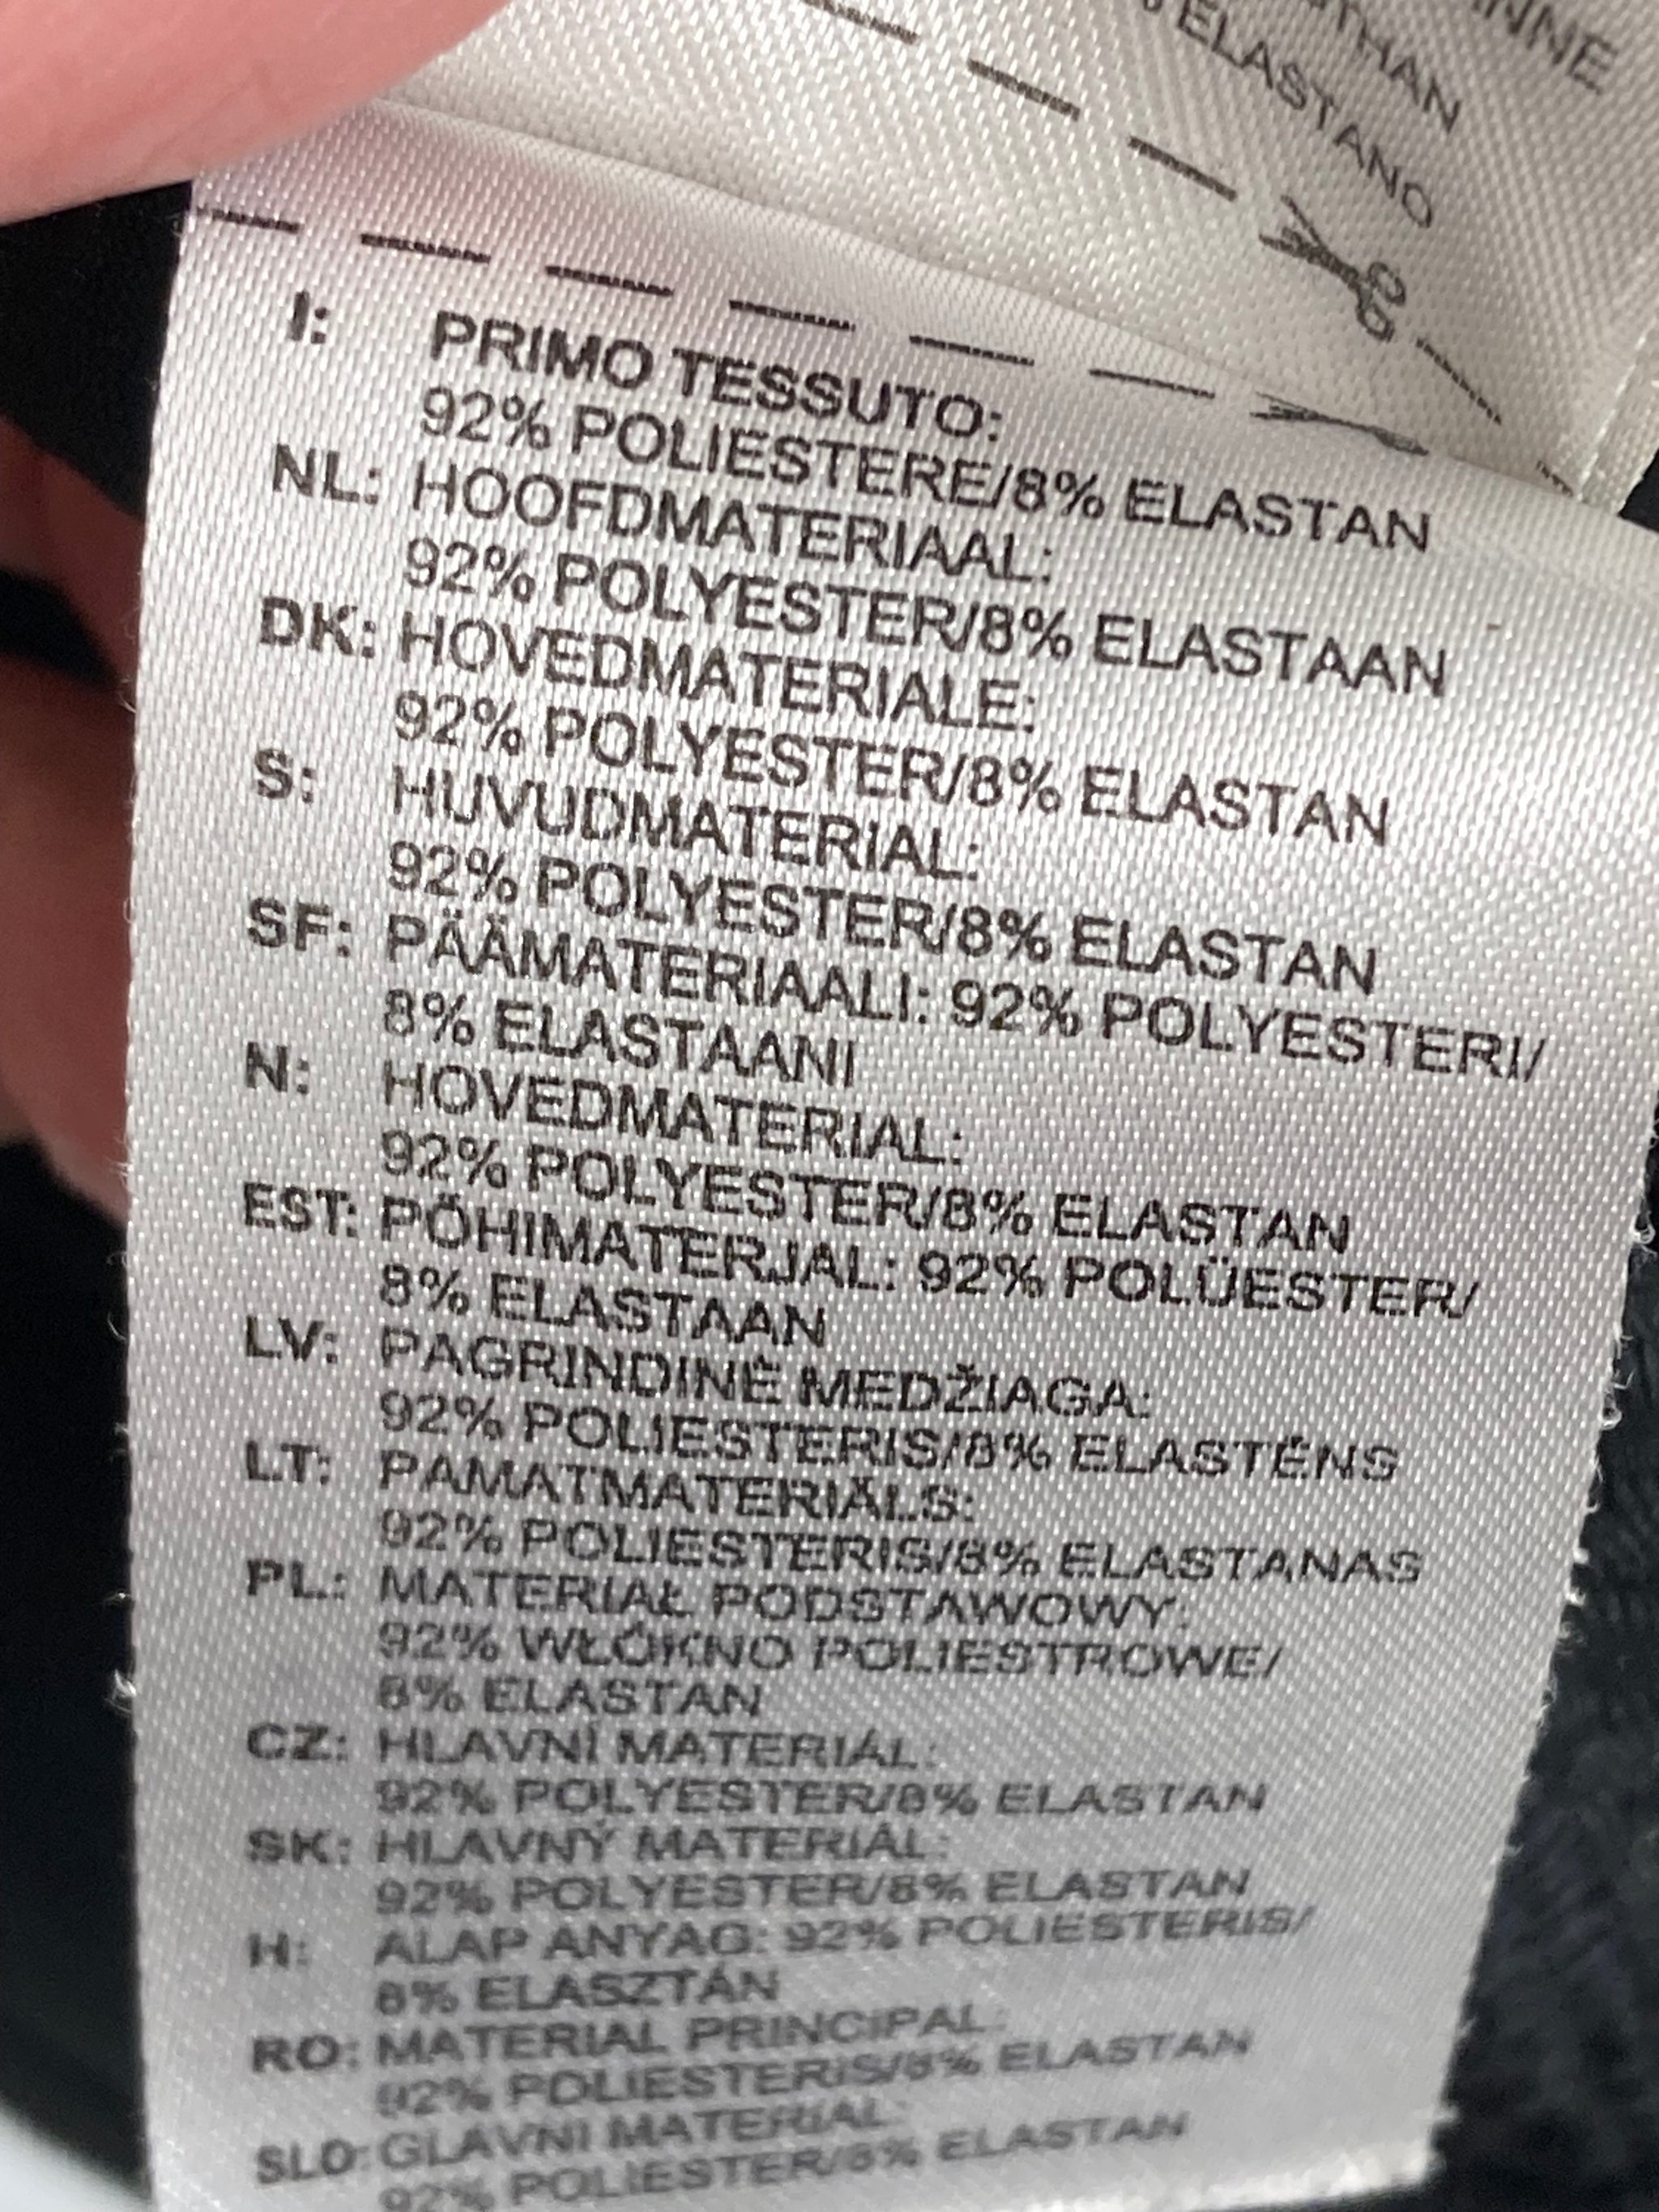 INNE
THAN
% ELASTANO
I: PRIMO TESSUTO:
92% POLIESTERE/8% ELASTAN
NL: HOOFDMATERIAAL:
92% POLYESTER/8% ELASTAAN
DK: HOVEDMATERIALE:
92% POLYESTER/8% ELASTAN
S: HUVUDMATERIAL:
92% POLYESTER/8% ELASTAN
SF: PÄÄMATERIAALI: 92% POLYESTERI/
8% ELASTAANI
N: HOVEDMATERIAL:
92% POLYESTER/8% ELASTAN
EST: PÕHIMATERJAL: 92% POLÜESTER/
8% ELASTAAN
LV: PAGRINDINĖ MEDŽIAGA:
92% POLIESTERIS/8% ELASTĒNS
LT: PAMATMATERIĀLS:
92% POLIESTERIS/8% ELASTANAS
PL: MATERIAŁ PODSTAWOWY:
92% WŁÓKNO POLIESTROWE/
8% ELASTAN
CZ: HLAVNÍ MATERIÁL:
92% POLYESTER/8% ELASTAN
SK: HLAVNÝ MATERIÁL:
92% POLYESTER/8% ELASTAN
H: ALAP ANYAG: 92% POLIESTERIS/
8% ELASZTÁN
RO: MATERIAL PRINCIPAL:
92% POLIESTERIS/8% ELASTAN
SLO: GLAVNI MATERIAL:
92% POLIESTER/8% ELASTAN